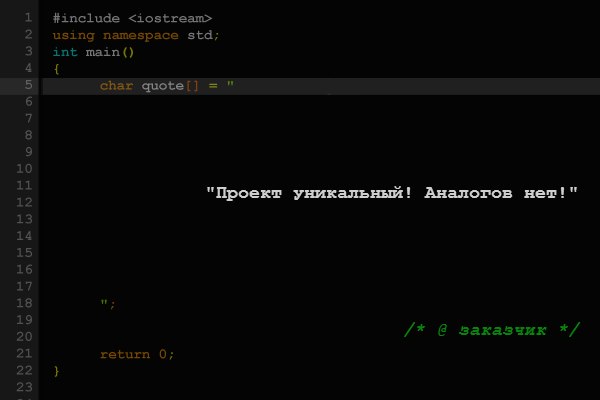 1 #include <iostream>
2 using namespace std;
3 int main()
4 {
5 char quote[] = "
6
7
8
9
10
11 "Проект уникальный! Аналогов нет!"
12
13
14
15
16
17
18 ";
19 /* @ заказчик */
20
21 return 0;
22 }
23